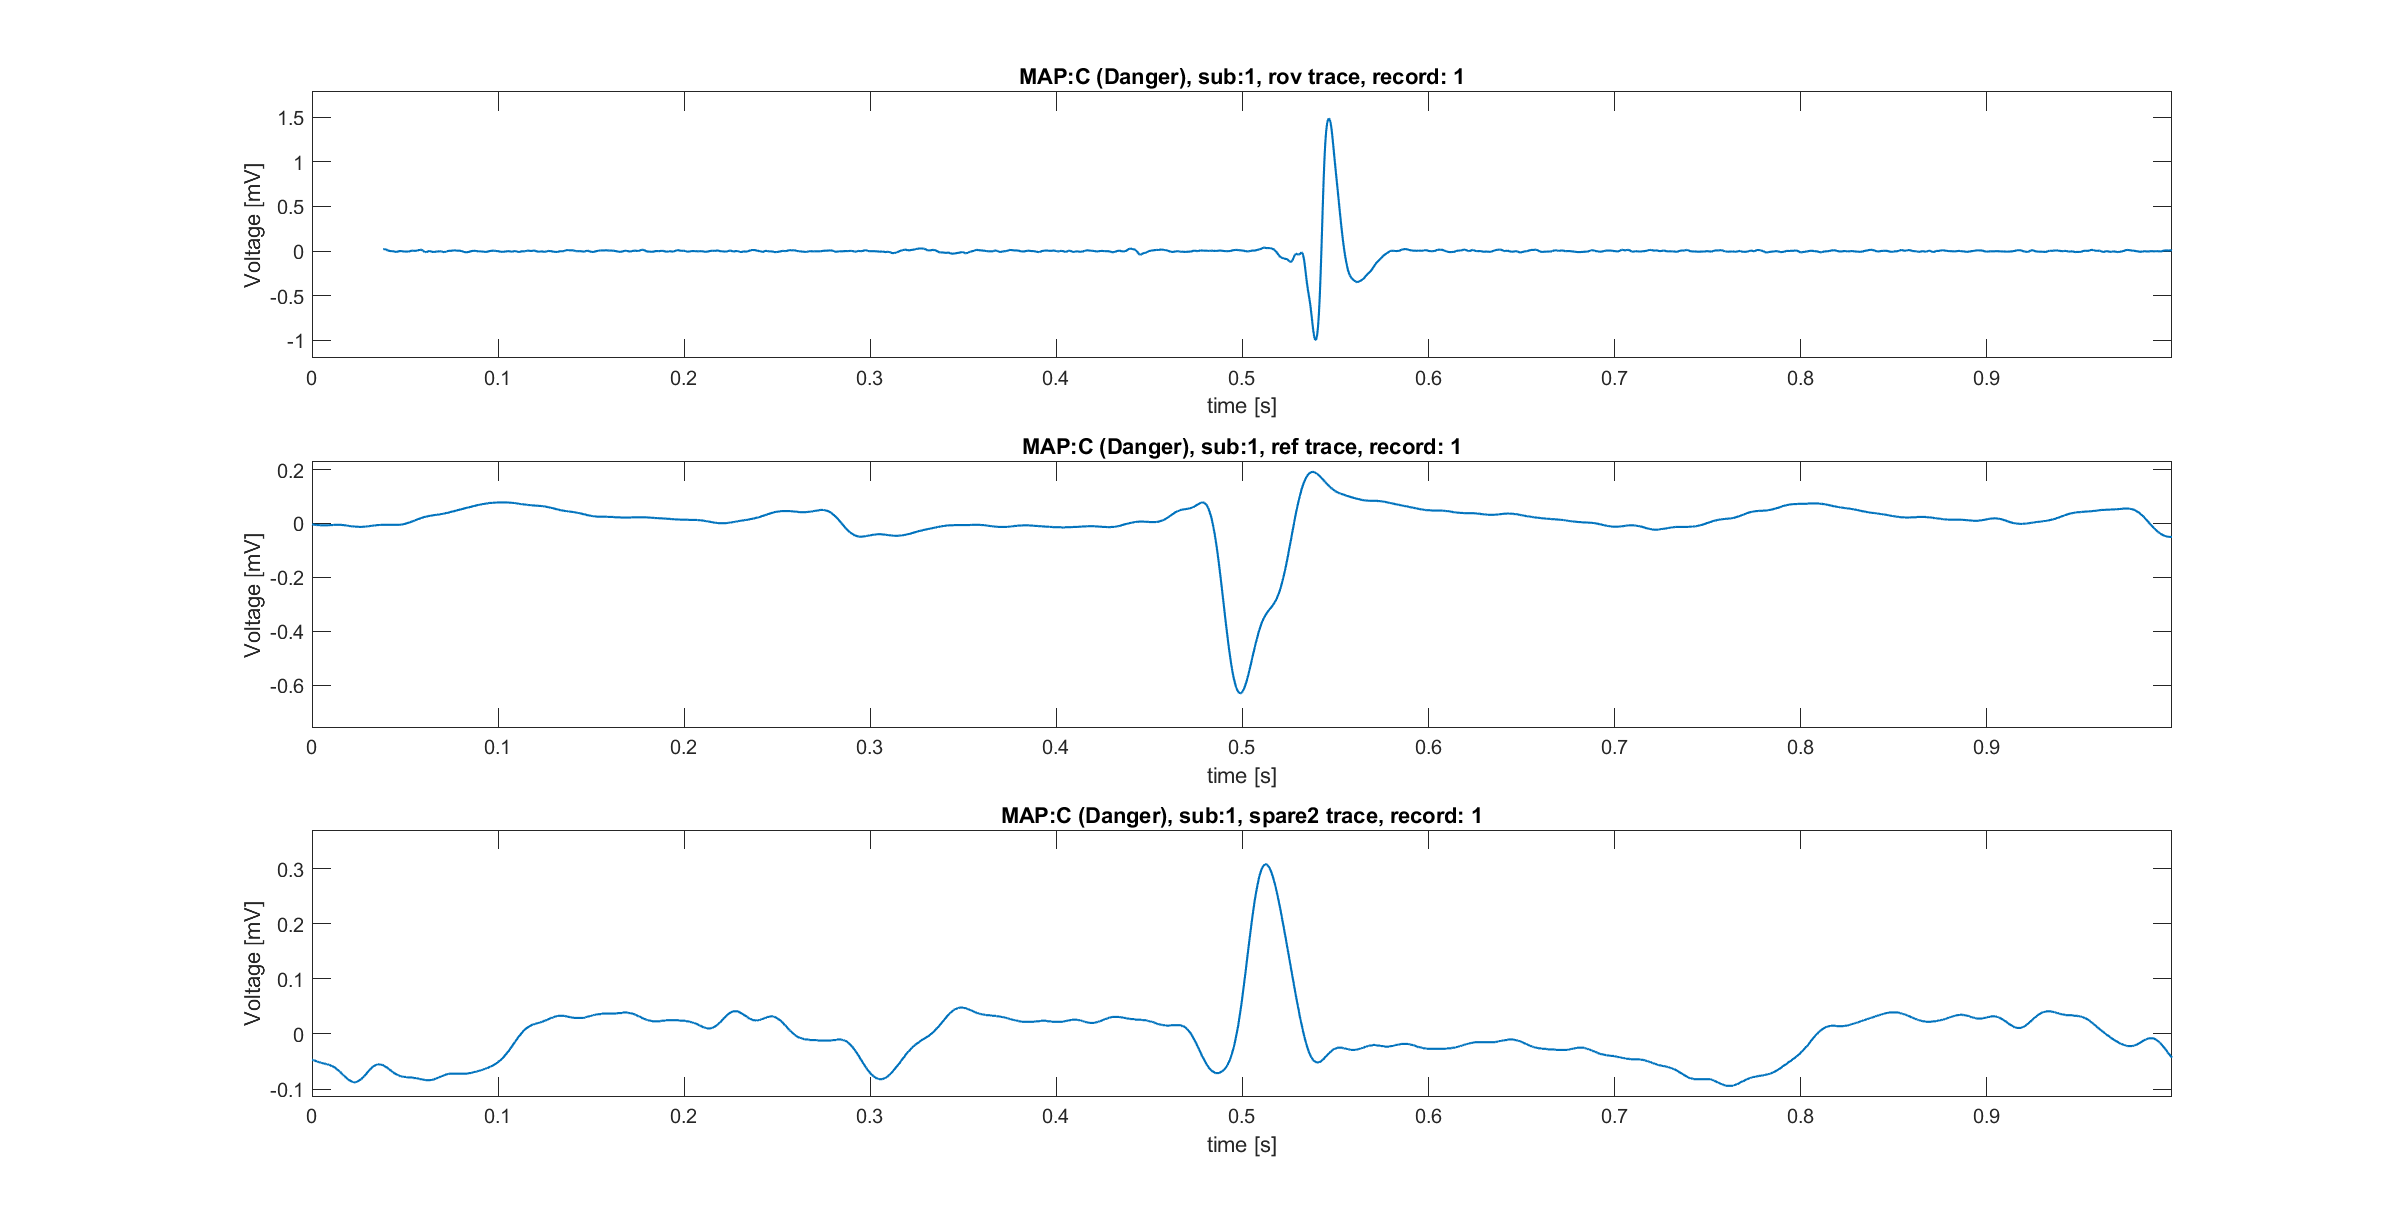 MAP:C (Danger), sub:1, rov trace, record: 1
Voltage [mV]
1.5
1
0.5
0
-0.5
-1
0 0.1 0.2 0.3 0.4 0.5 0.6 0.7 0.8 0.9
time [s]
MAP:C (Danger), sub:1, ref trace, record: 1
Voltage [mV]
0.2
0
-0.2
-0.4
-0.6
0 0.1 0.2 0.3 0.4 0.5 0.6 0.7 0.8 0.9
time [s]
MAP:C (Danger), sub:1, spare2 trace, record: 1
Voltage [mV]
0.3
0.2
0.1
0
-0.1
0 0.1 0.2 0.3 0.4 0.5 0.6 0.7 0.8 0.9
time [s]